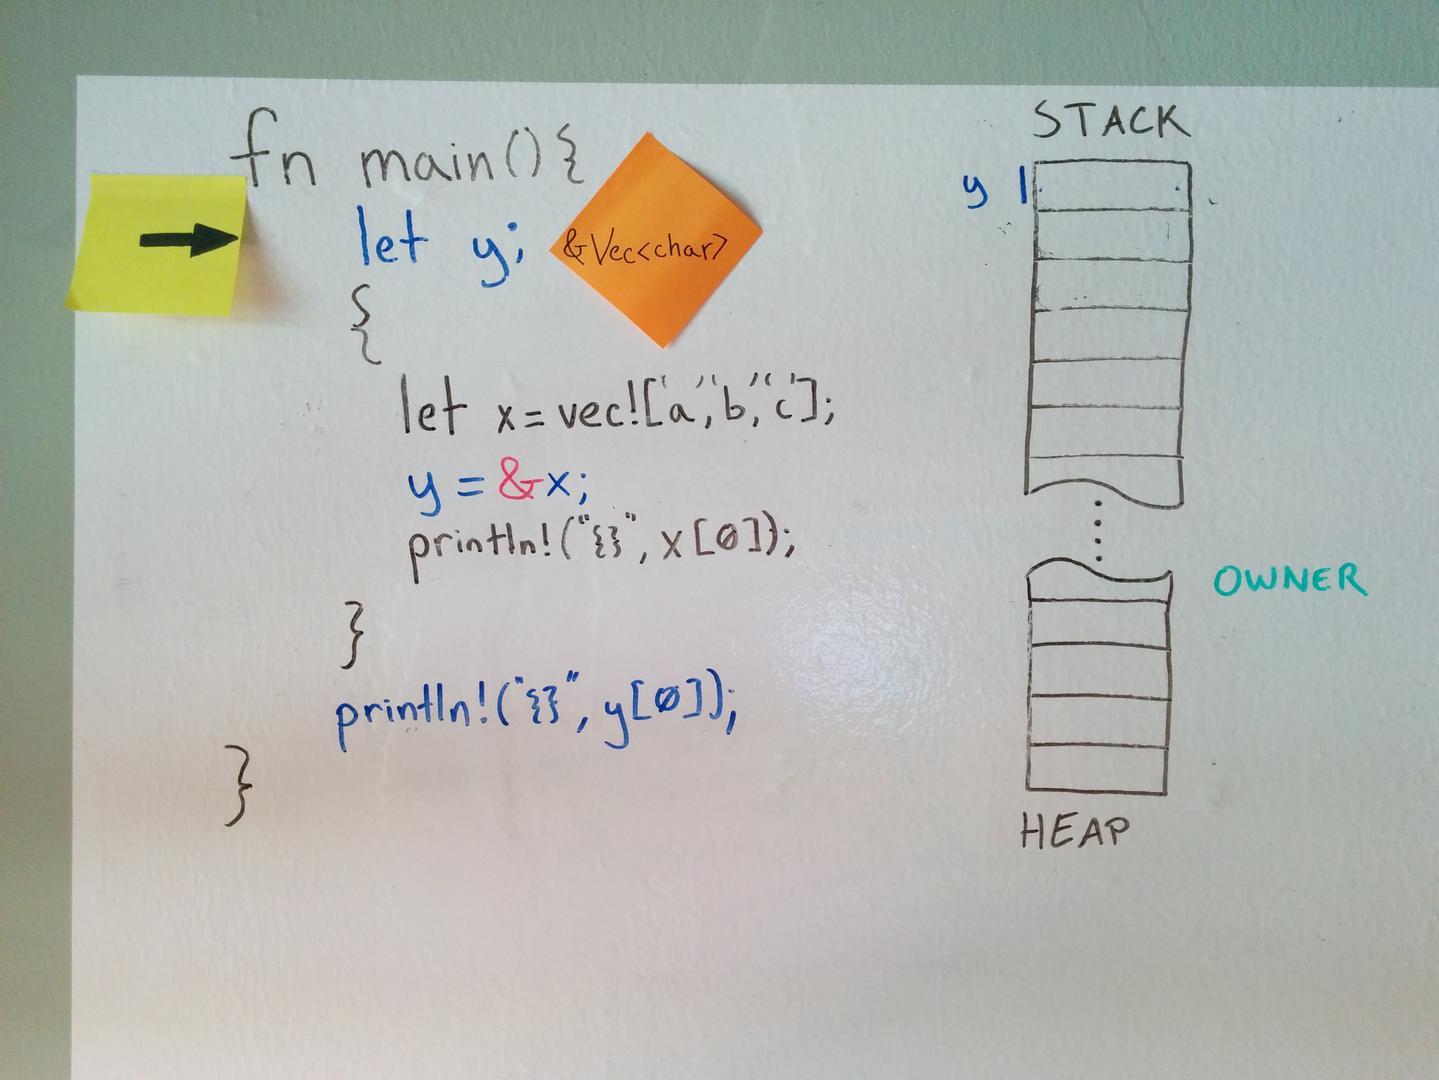 fn main(){
let y; &Vec<char>
{
let x=vec!['a','b','c'];
y = &x;
println!("{}", x[0]);
}
println!("{}", y[0]);
}
STACK
y
OWNER
HEAP